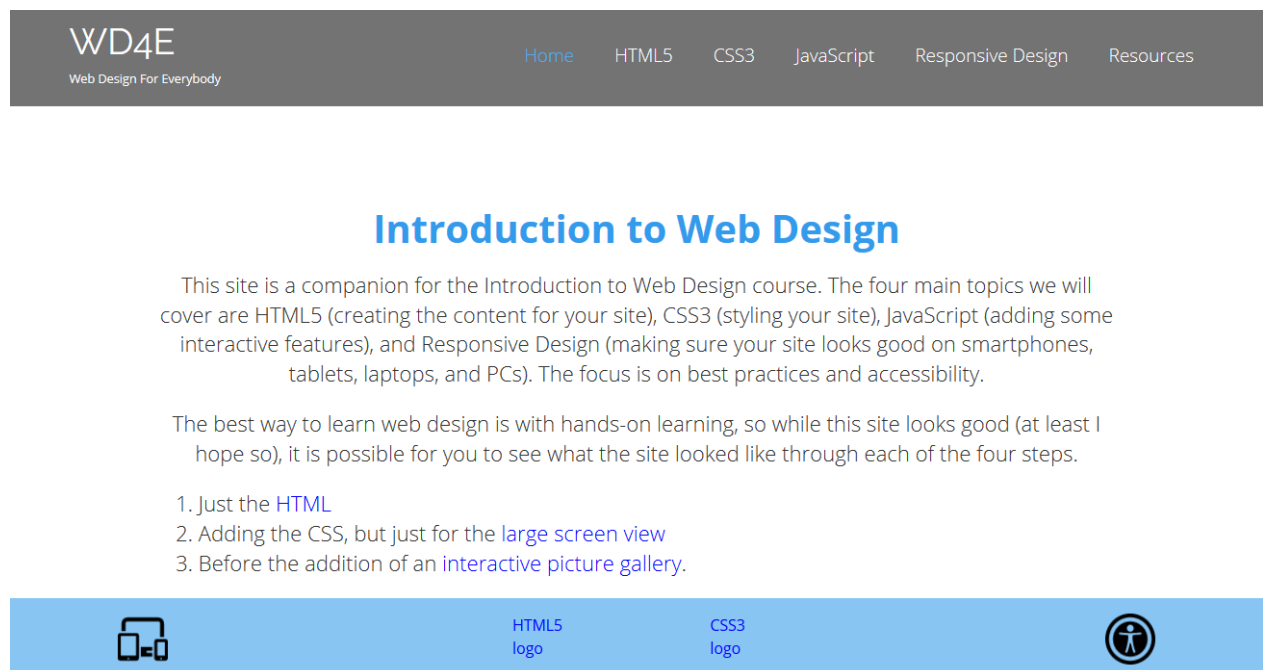 WD4E
Web Design For Everybody
Home HTML5 CSS3 JavaScript Responsive Design Resources
Introduction to Web Design
This site is a companion for the Introduction to Web Design course. The four main topics we will
cover are HTML5 (creating the content for your site), CSS3 (styling your site), JavaScript (adding some
interactive features), and Responsive Design (making sure your site looks good on smartphones,
tablets, laptops, and PCs). The focus is on best practices and accessibility.
The best way to learn web design is with hands-on learning, so while this site looks good (at least I
hope so), it is possible for you to see what the site looked like through each of the four steps.
1. Just the HTML
2. Adding the CSS, but just for the large screen view
3. Before the addition of an interactive picture gallery.
HTML5
logo
CSS3
logo